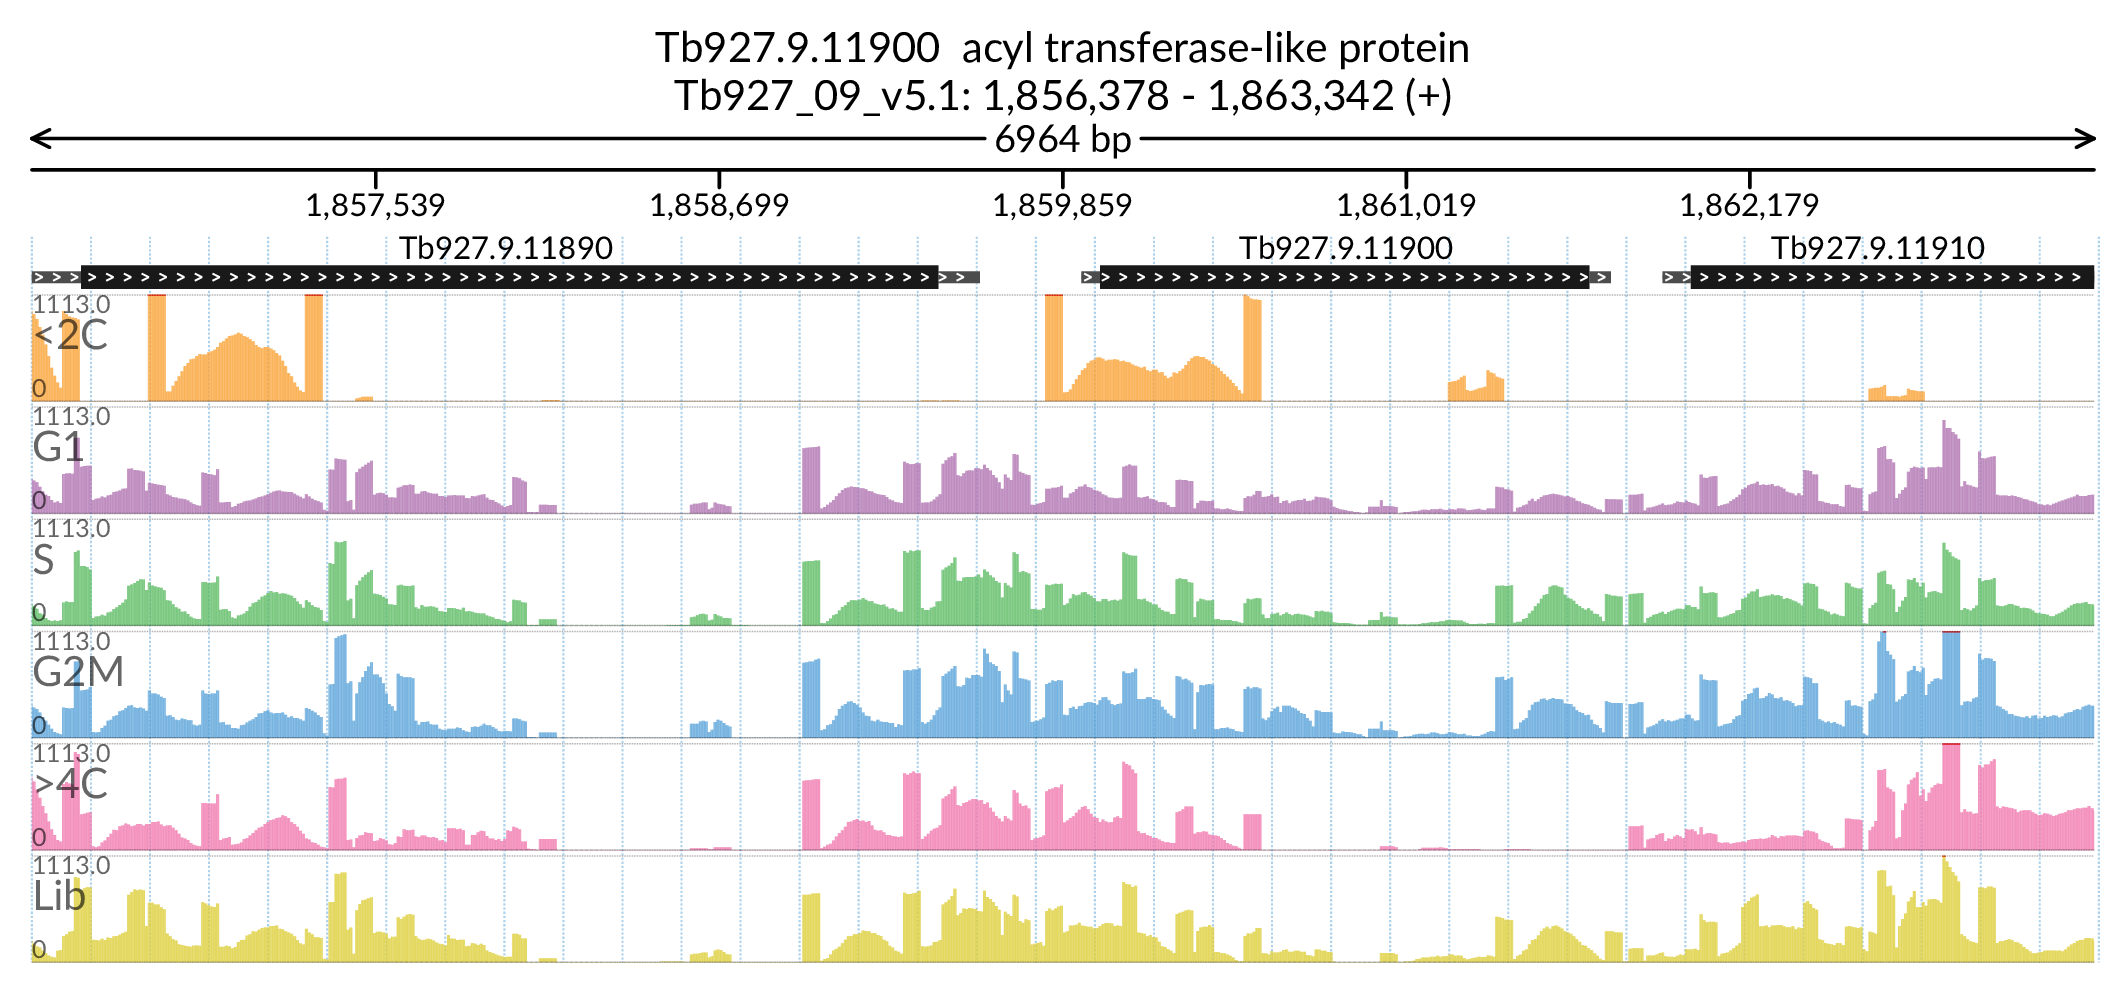 Tb927.9.11900  acyl transferase-like protein
Tb927_09_v5.1: 1,856,378 - 1,863,342 (+)
6964 bp
1,857,539 1,858,699 1,859,859 1,861,019 1,862,179
Tb927.9.11890 Tb927.9.11900 Tb927.9.11910
1113.0
<2C
0
1113.0
G1
0
1113.0
S
0
1113.0
G2M
0
1113.0
>4C
0
1113.0
Lib
0